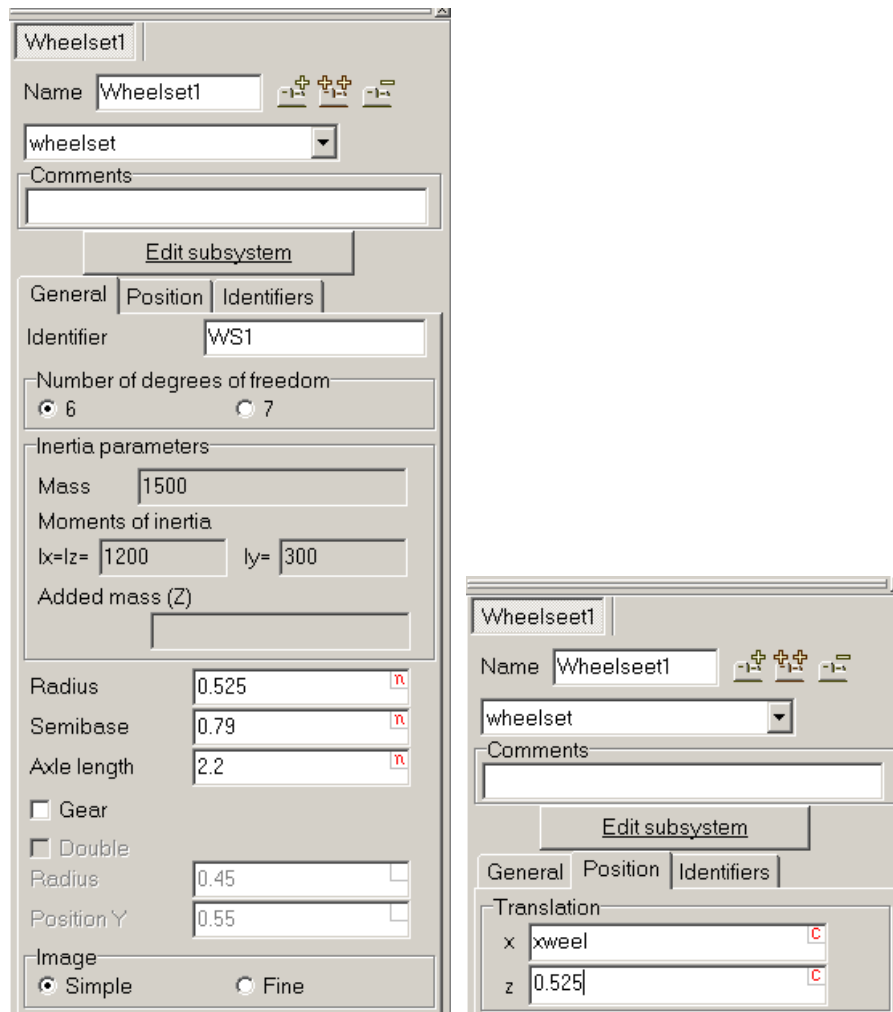 Wheelset1
Name Wheelset1
wheelset
Comments
Edit subsystem
General Position Identifiers
Identifier WS1
Number of degrees of freedom
6 7
Inertia parameters
Mass 1500
Moments of inertia
Ix=Iz= 1200 Iy= 300
Added mass (Z)
Radius 0.525 n
Semibase 0.79 n
Axle length 2.2 n
Gear
Double
Radius 0.45
Position Y 0.55
Image
Simple Fine
Wheelseet1
Name Wheelseet1
wheelset
Comments
Edit subsystem
General Position Identifiers
Translation
x xweel C
z 0.525 C